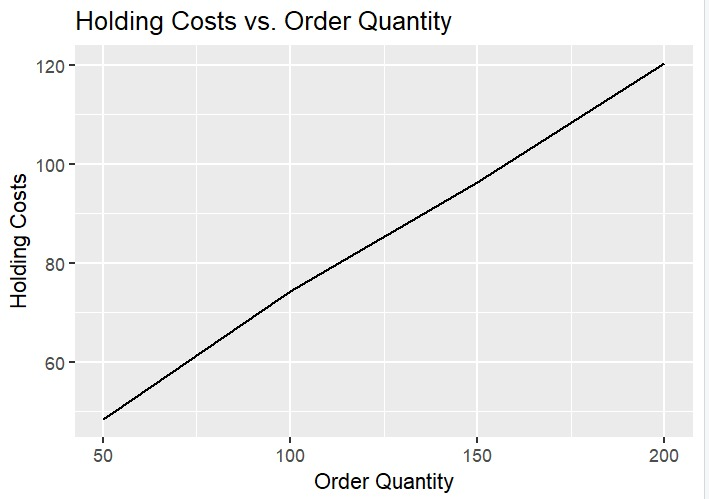 Holding Costs vs. Order Quantity
Holding Costs
120
100
80
60
50 100 150 200
Order Quantity